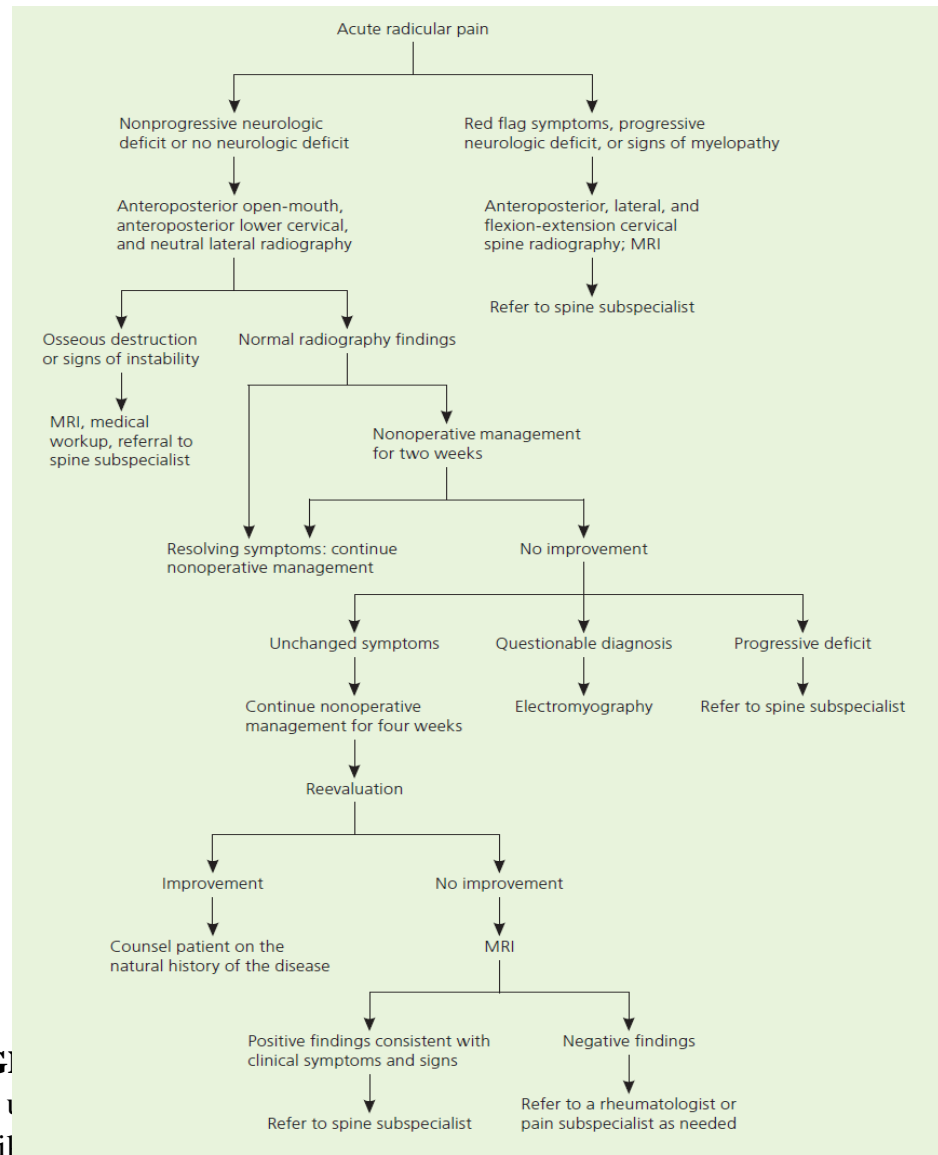 Acute radicular pain
Nonprogressive neurologic
deficit or no neurologic deficit
Red flag symptoms, progressive
neurologic deficit, or signs of myelopathy
Anteroposterior open-mouth,
anteroposterior lower cervical,
and neutral lateral radiography
Anteroposterior, lateral, and
flexion-extension cervical
spine radiography; MRI
Refer to spine subspecialist
Osseous destruction
or signs of instability
Normal radiography findings
MRI, medical
workup, referral to
spine subspecialist
Nonoperative management
for two weeks
Resolving symptoms: continue
nonoperative management
No improvement
Unchanged symptoms
Questionable diagnosis
Progressive deficit
Continue nonoperative
management for four weeks
Electromyography
Refer to spine subspecialist
Reevaluation
Improvement
No improvement
Counsel patient on the
natural history of the disease
MRI
Positive findings consistent with
clinical symptoms and signs
Negative findings
Refer to spine subspecialist
Refer to a rheumatologist or
pain subspecialist as needed